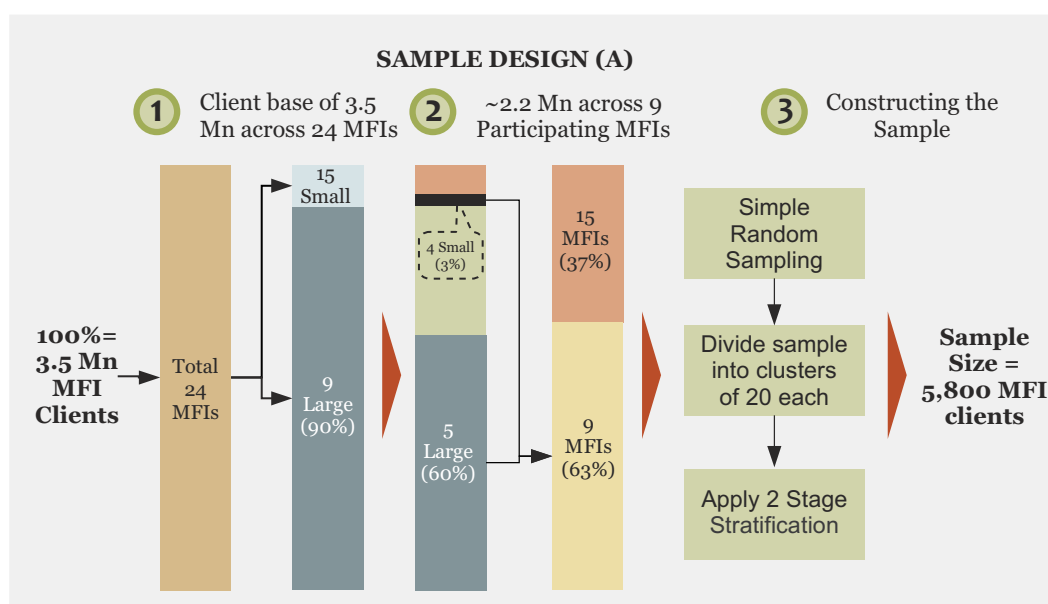 SAMPLE DESIGN (A)
1
Client base of 3.5
Mn across 24 MFIs
2
~2.2 Mn across 9
Participating MFIs
3
Constructing the
Sample
100%=
3.5 Mn
MFI
Clients
Total
24
MFIs
15
Small
9
Large
(90%)
4 Small
(3%)
5
Large
(60%)
15
MFIs
(37%)
9
MFIs
(63%)
Simple
Random
Sampling
Divide sample
into clusters
of 20 each
Apply 2 Stage
Stratification
Sample
Size =
5,800 MFI
clients